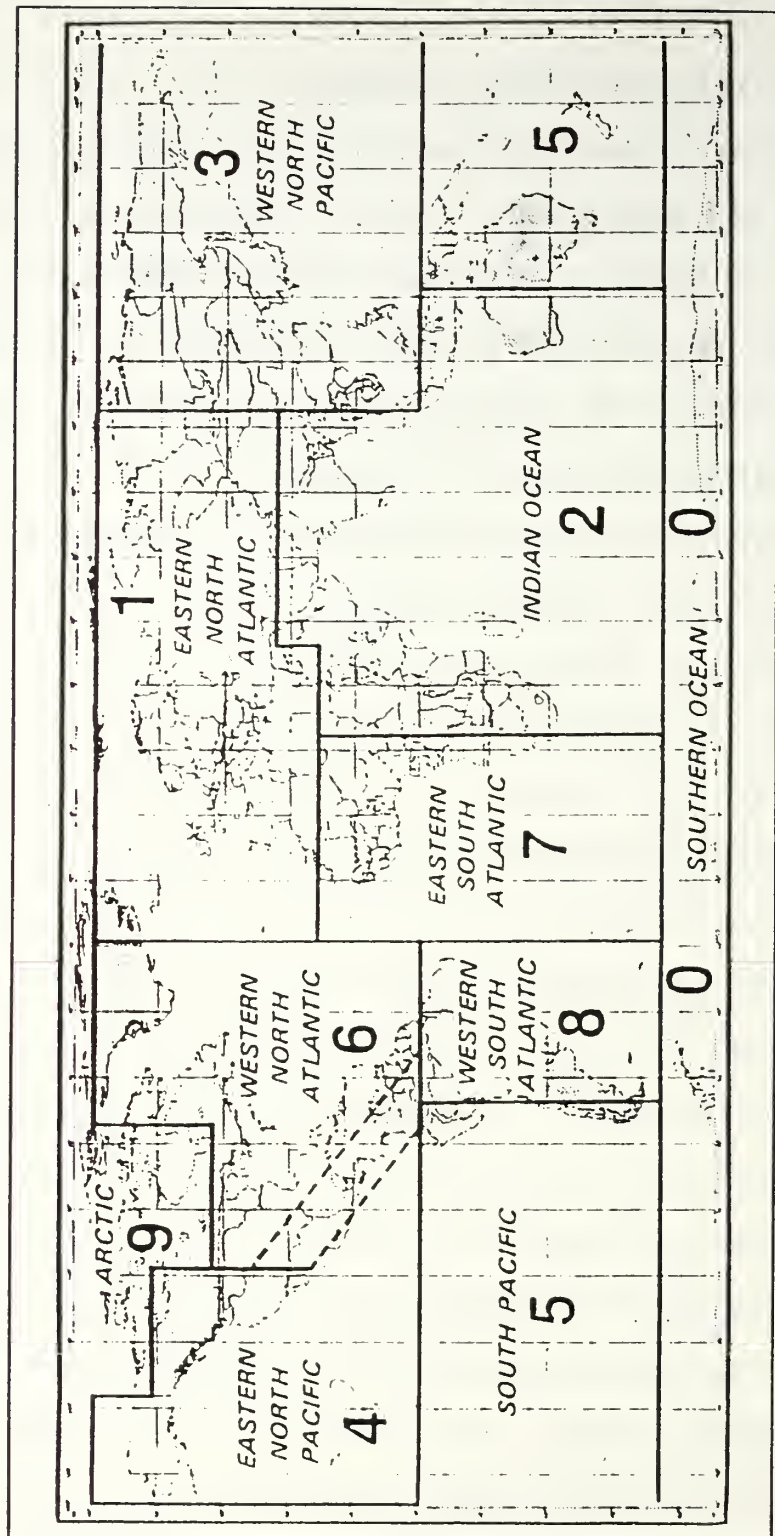 ARCTIC
9
EASTERN
NORTH
PACIFIC
4
WESTERN
NORTH
ATLANTIC
6
1
EASTERN
NORTH
ATLANTIC
3
WESTERN
NORTH
PACIFIC
SOUTH PACIFIC
5
WESTERN
SOUTH
ATLANTIC
8
EASTERN
SOUTH
ATLANTIC
7
INDIAN OCEAN
2
5
0
SOUTHERN OCEAN
0